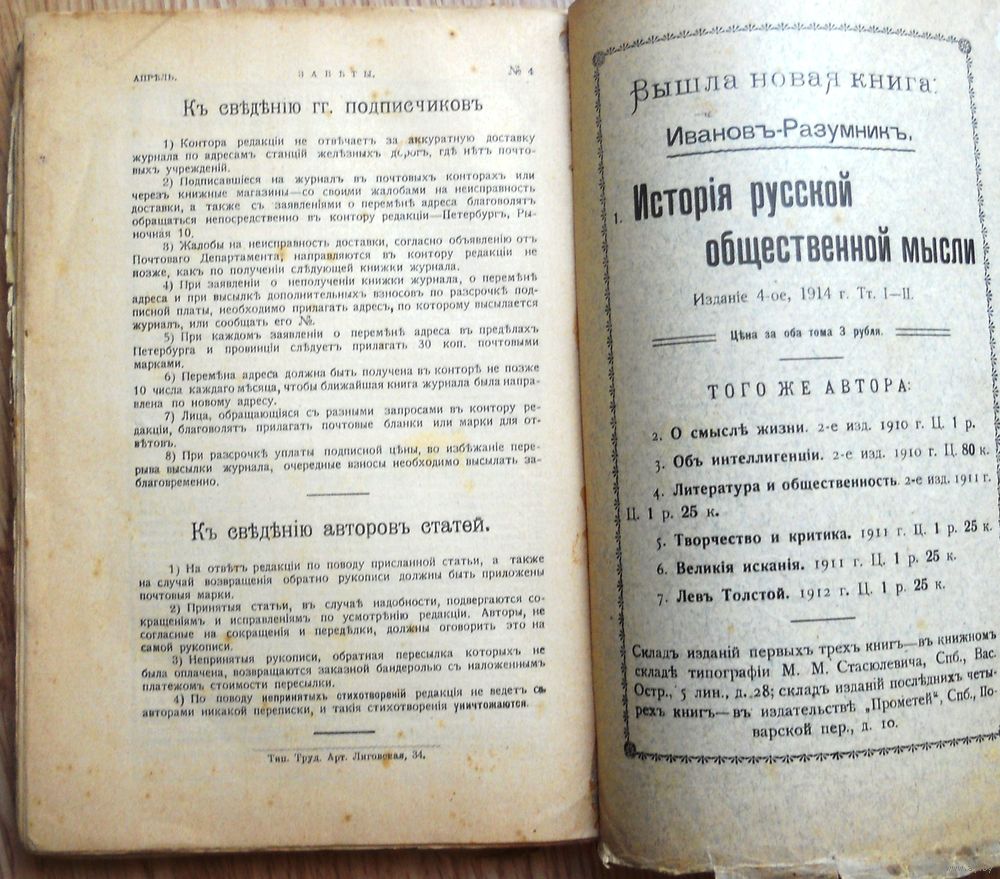 АПРѢЛЬ. ЗАВѢТЫ. № 4
Къ свѣдѣнію гг. подписчиковъ
1) Контора редакціи не отвѣчаетъ за аккуратную доставку
журнала по адресамъ станцій желѣзныхъ дорогъ, гдѣ нѣтъ почто-
выхъ учрежденій.
2) Подписавшіеся на журналъ въ почтовыхъ конторахъ или
черезъ книжные магазины—со своими жалобами на неисправность
доставки, а также съ заявленіями о перемѣнѣ адреса благоволятъ
обращаться непосредственно въ контору редакціи—Петербургъ, Ры-
ночная 10.
3) Жалобы на неисправность доставки, согласно объявленію отъ
Почтоваго Департамента, направляются въ контору редакціи не
позже, какъ по полученіи слѣдующей книжки журнала.
4) При заявленіи о неполученіи книжки журнала, о перемѣнѣ
адреса и при высылкѣ дополнительныхъ взносовъ по разсрочкѣ под-
писной платы, необходимо прилагать адресъ, по которому высылается
журналъ, или сообщать его №.
5) При каждомъ заявленіи о перемѣнѣ адреса въ предѣлахъ
Петербурга и провинціи слѣдуетъ прилагать 30 коп. почтовыми
марками.
6) Перемѣна адреса должна быть получена въ конторѣ не позже
10 числа каждаго мѣсяца, чтобы ближайшая книга журнала была напра-
влена по новому адресу.
7) Лица, обращающіяся съ разными запросами въ контору ре-
дакціи, благоволятъ прилагать почтовые бланки или марки для от-
вѣтовъ.
8) При разсрочкѣ уплаты подписной цѣны, во избѣжаніе пере-
рыва высылки журнала, очередные взносы необходимо высылать за-
благовременно.
Къ свѣдѣнію авторовъ статей.
1) На отвѣтъ редакціи по поводу присланной статьи, а также
на случай возвращенія обратно рукописи должны быть приложены
почтовыя марки.
2) Принятыя статьи, въ случаѣ надобности, подвергаются со-
кращеніямъ и исправленіямъ по усмотрѣнію редакціи. Авторы, не
согласные на сокращенія и передѣлки, должны оговорить это на
самой рукописи.
3) Непринятыя рукописи, обратная пересылка которыхъ не
была оплачена, возвращаются заказной бандеролью съ наложеннымъ
платежомъ стоимости пересылки.
4) По поводу непринятыхъ стихотвореній редакція не ведетъ съ
авторами никакой переписки, и такія стихотворенія уничтожаются.
Тип. Труд. Арт. Лиговская, 34.
Вышла новая книга:
Ивановъ-Разумникъ.
1. Исторія русской
общественной мысли
Изданіе 4-ое, 1914 г. Тт. I—II.
Цѣна за оба тома 3 рубля.
ТОГО ЖЕ АВТОРА:
2. О смыслѣ жизни. 2-е изд. 1910 г. Ц. 1 р.
3. Объ интеллигенціи. 2-е изд. 1910 г. Ц. 80 к.
4. Литература и общественность. 2-е изд. 1911 г.
Ц. 1 р. 25 к.
5. Творчество и критика. 1911 г. Ц. 1 р. 25 к.
6. Великія исканія. 1911 г. Ц. 1 р. 25 к.
7. Левъ Толстой. 1912 г. Ц. 1 р. 25 к.
Складъ изданій первыхъ трехъ книгъ—въ книжномъ
складѣ типографіи М. М. Стасюлевича, Спб., Вас.
Остр., 5 лин., д. 28; складъ изданій послѣднихъ четы-
рехъ книгъ—въ издательствѣ „Прометей“, Спб., По-
варской пер., д. 10.